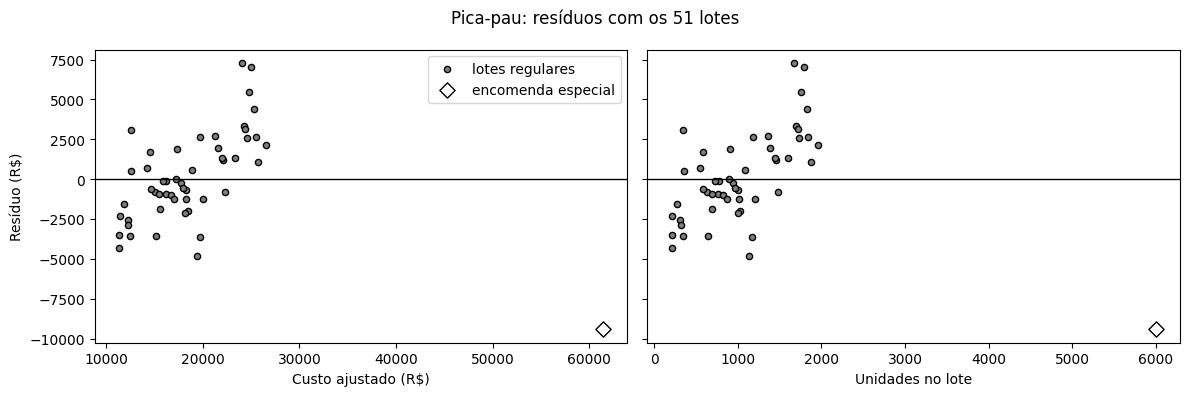 Pica-pau: resíduos com os 51 lotes
lotes regulares
encomenda especial
7500
5000
2500
0
−2500
−5000
−7500
−10000
Resíduo (R$)
10000 20000 30000 40000 50000 60000
Custo ajustado (R$)
0 1000 2000 3000 4000 5000 6000
Unidades no lote